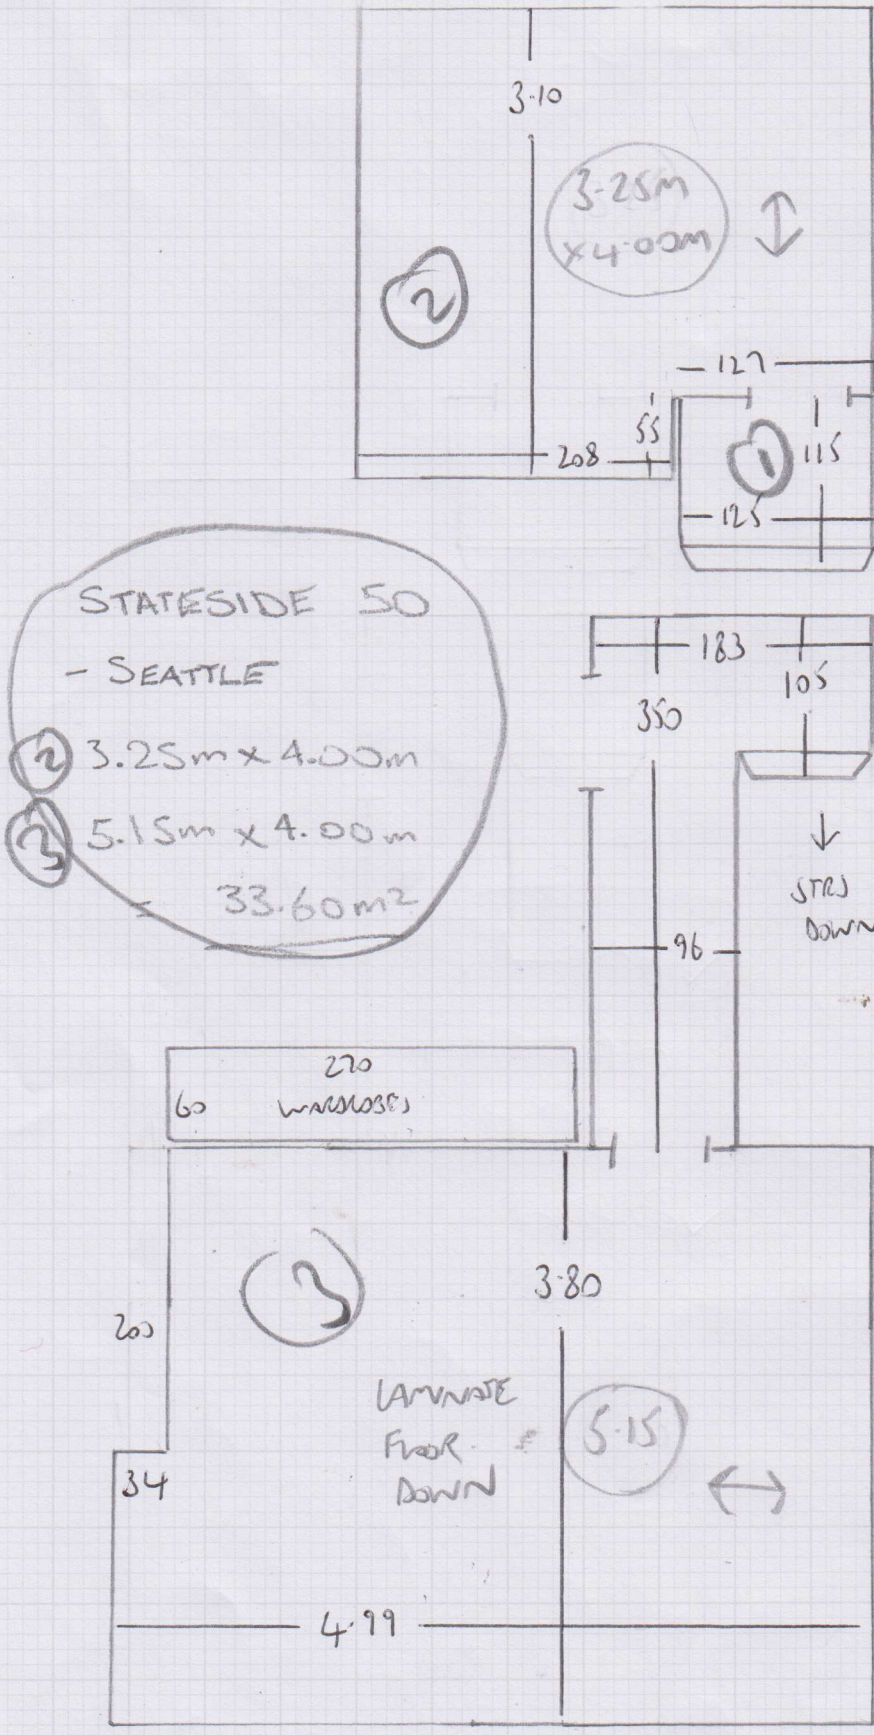 3.10
3.25m
x 4.00m
2
127
55
1
115
208
125
STATESIDE 50
- SEATTLE
2 3.25m x 4.00m
3 5.15m x 4.00m
= 33.60m²
183
105
350
STRS
DOWN
96
270
60 WARDROBES
3
3.80
200
LAMINATE
FLOOR
DOWN
5.15
34
4.99